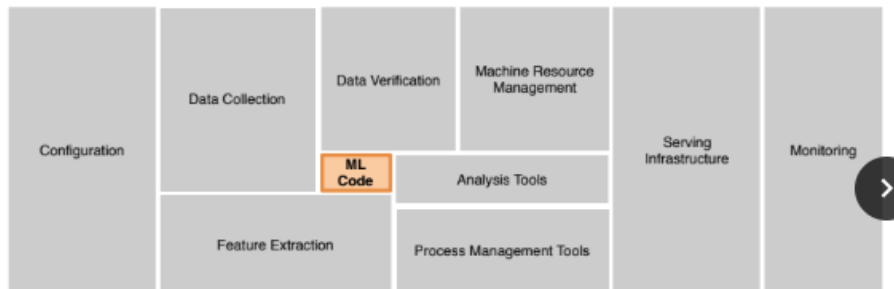 Configuration
Data Collection
Data Verification
Machine Resource
Management
ML
Code
Analysis Tools
Feature Extraction
Process Management Tools
Serving
Infrastructure
Monitoring